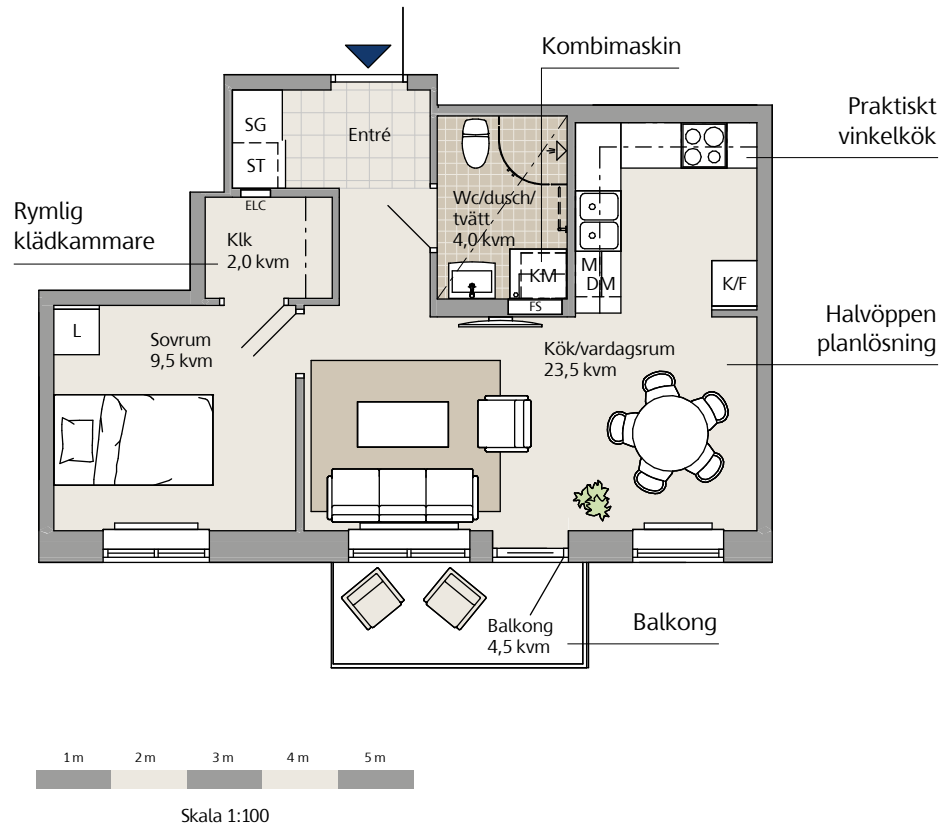 Kombimaskin
Praktiskt
vinkelkök
SG
Entré
ST
ELC
Wc/dusch/
tvätt
4,0 kvm
Rymlig
klädkammare
Klk
2,0 kvm
KM
M
DM
K/F
FS
L
Sovrum
9,5 kvm
Kök/vardagsrum
23,5 kvm
Halvöppen
planlösning
Balkong
4,5 kvm
Balkong
1 m 2 m 3 m 4 m 5 m
Skala 1:100